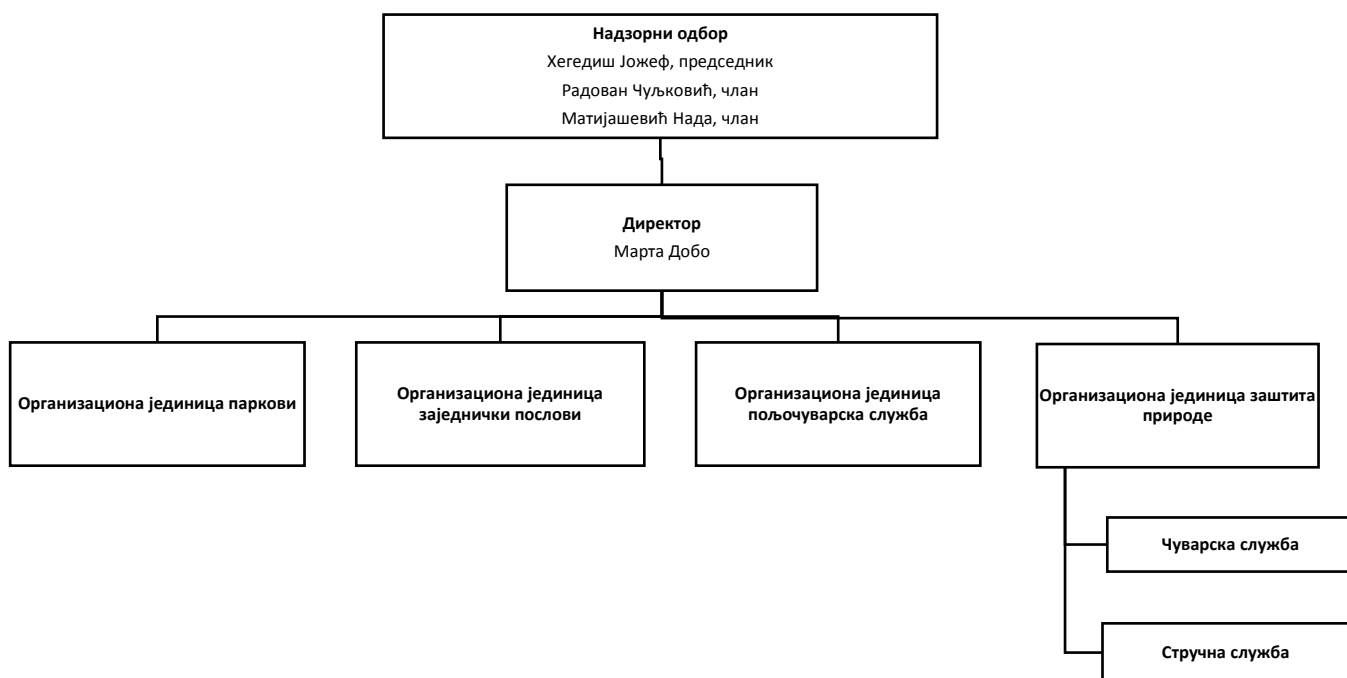 Надзорни одбор
Хегедиш Јожеф, председник
Радован Чуљковић, члан
Матијашевић Нада, члан
Директор
Марта Добо
Организациона јединица паркови
Организациона јединица
заједнички послови
Организациона јединица
пољочуварска служба
Организациона јединица заштита
природе
Чуварска служба
Стручна служба